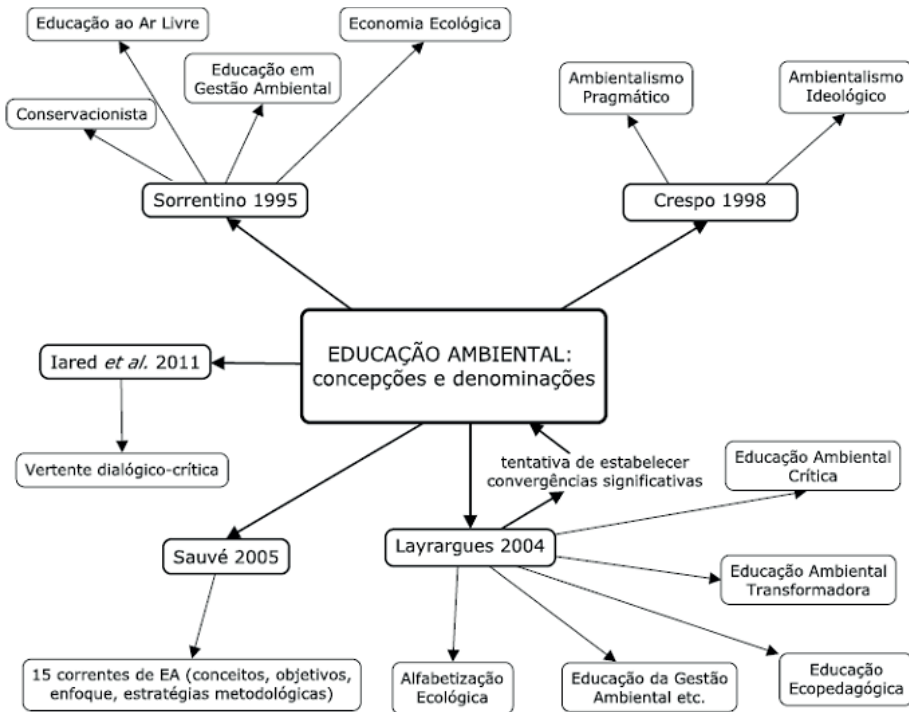 Educação ao Ar Livre
Economia Ecológica
Educação em
Gestão Ambiental
Conservacionista
Sorrentino 1995
Ambientalismo
Pragmático
Ambientalismo
Ideológico
Crespo 1998
EDUCAÇÃO AMBIENTAL:
concepções e denominações
Iared et al. 2011
Vertente dialógico-crítica
tentativa de estabelecer
convergências significativas
Sauvé 2005
15 correntes de EA (conceitos, objetivos,
enfoque, estratégias metodológicas)
Layrargues 2004
Educação Ambiental
Crítica
Educação Ambiental
Transformadora
Educação
Ecopedagógica
Educação da Gestão
Ambiental etc.
Alfabetização
Ecológica